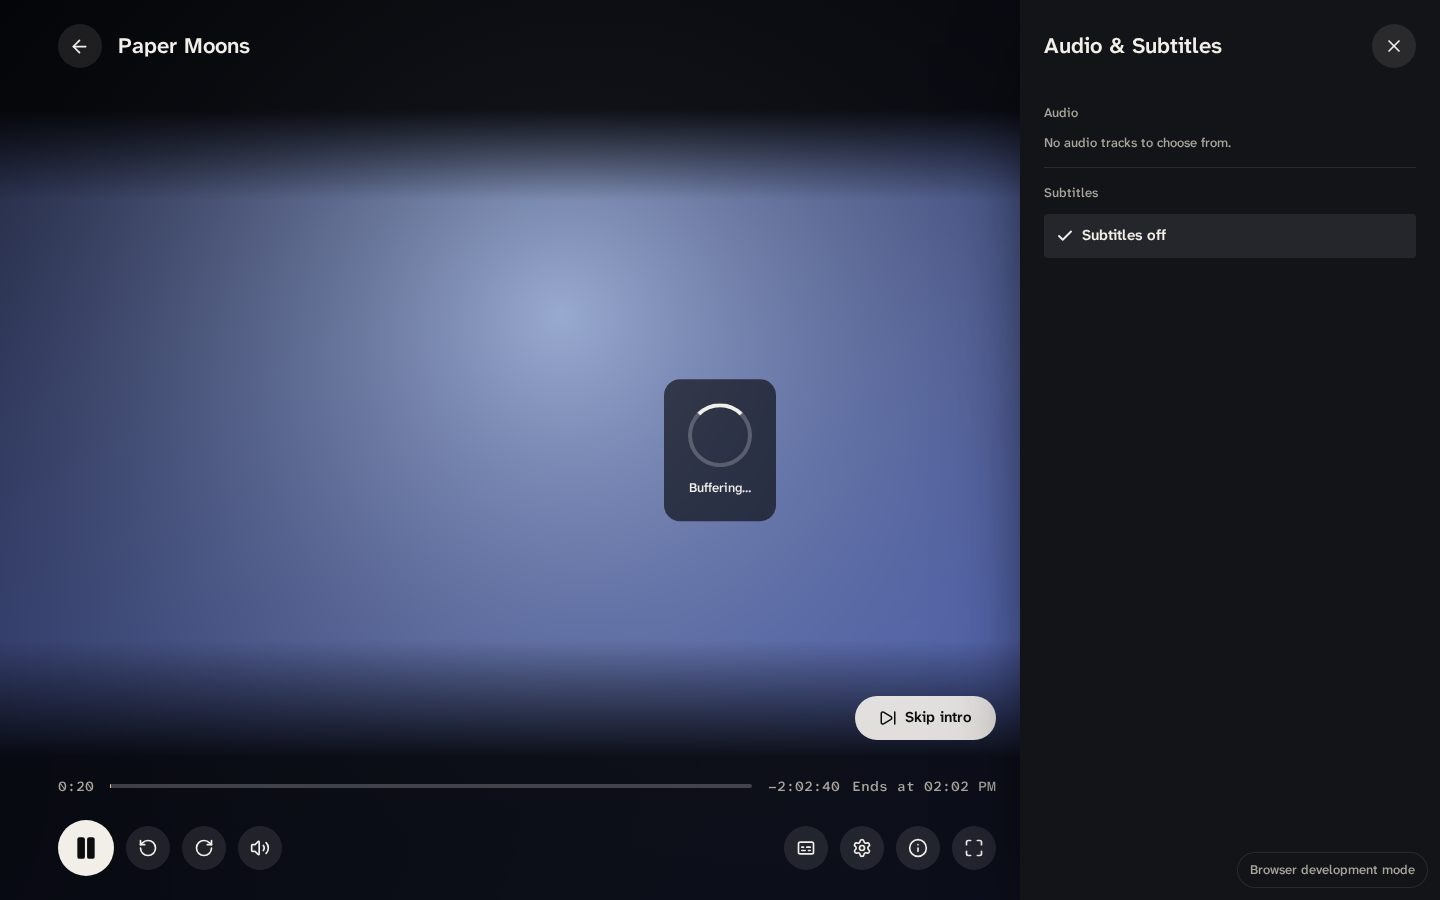 Paper Moons
Audio & Subtitles
Audio
No audio tracks to choose from.
Subtitles
Subtitles off
Buffering...
Skip intro
0:20
−2:02:40 Ends at 02:02 PM
Browser development mode